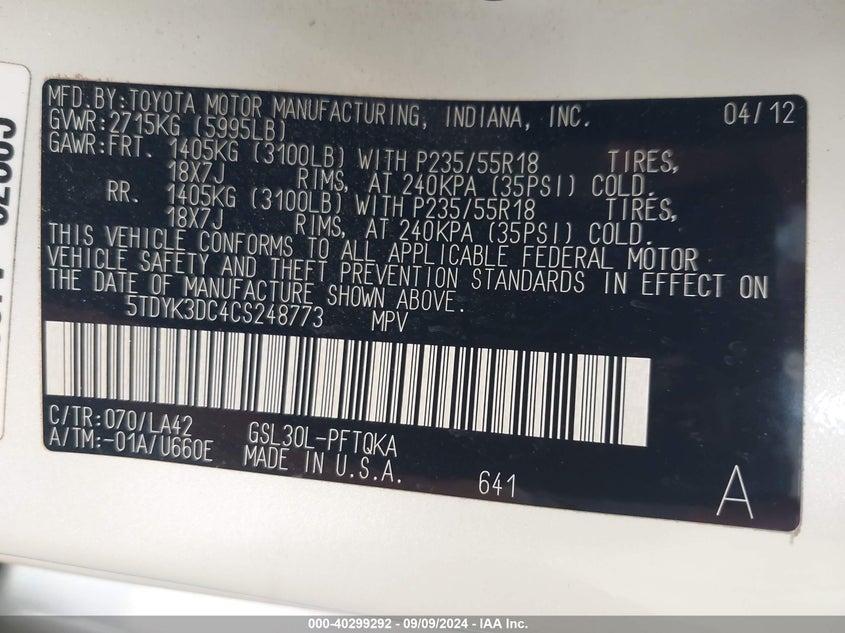 MFD.BY:TOYOTA MOTOR MANUFACTURING, INDIANA, INC. 04/12
GVWR:2715KG (5995LB)
GAWR:FRT. 1405KG (3100LB) WITH P235/55R18 TIRES,
18X7J RIMS, AT 240KPA (35PSI) COLD.
RR. 1405KG (3100LB) WITH P235/55R18 TIRES,
18X7J RIMS, AT 240KPA (35PSI) COLD.
THIS VEHICLE CONFORMS TO ALL APPLICABLE FEDERAL MOTOR
VEHICLE SAFETY AND THEFT PREVENTION STANDARDS IN EFFECT ON
THE DATE OF MANUFACTURE SHOWN ABOVE.
5TDYK3DC4CS248773 MPV
C/TR:070/LA42 GSL30L-PFTQKA
A/TM:-01A/U660E MADE IN U.S.A. 641 A
000-40299292 - 09/09/2024 - IAA Inc.